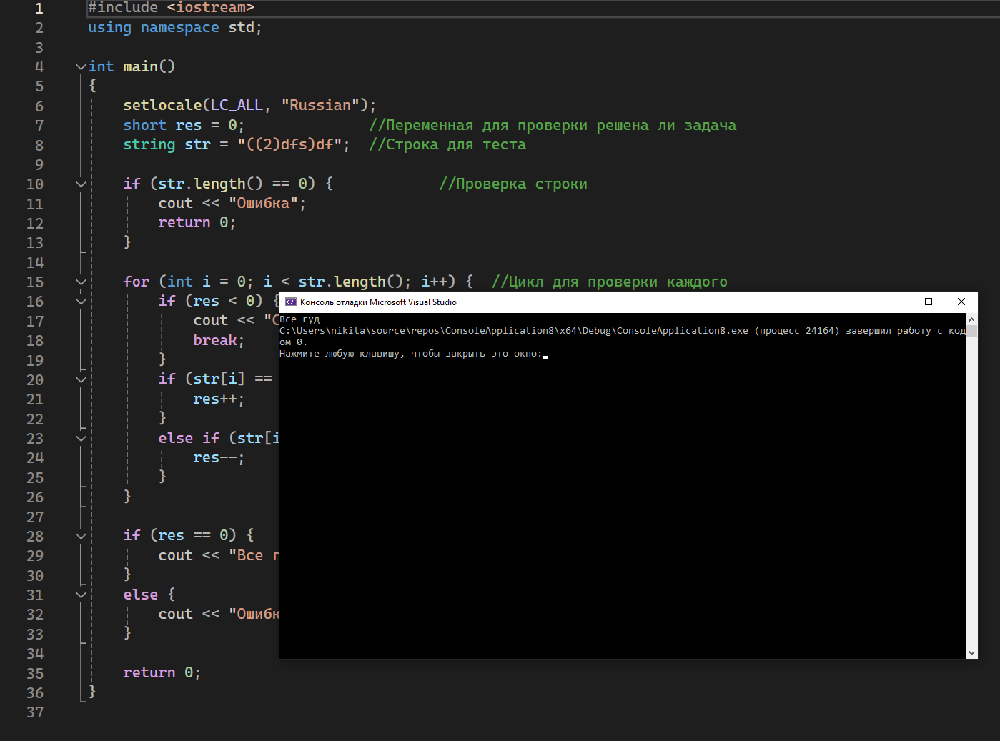 1 #include <iostream>
2 using namespace std;
3
4 int main()
5 {
6 setlocale(LC_ALL, "Russian");
7 short res = 0; //Переменная для проверки решена ли задача
8 string str = "((2)dfs)df"; //Строка для теста
9
10 if (str.length() == 0) { //Проверка строки
11 cout << "Ошибка";
12 return 0;
13 }
14
15 for (int i = 0; i < str.length(); i++) { //Цикл для проверки каждого
16 if (res < 0) {
17 cout << "С
18 break;
19 }
20 if (str[i] ==
21 res++;
22 }
23 else if (str[i
24 res--;
25 }
26 }
27
28 if (res == 0) {
29 cout << "Все г
30 }
31 else {
32 cout << "Ошибк
33 }
34
35 return 0;
36 }
37
Консоль отладки Microsoft Visual Studio
Все гуд
C:\Users\nikita\source\repos\ConsoleApplication8\x64\Debug\ConsoleApplication8.exe (процесс 24164) завершил работу с код
ом 0.
Нажмите любую клавишу, чтобы закрыть это окно: